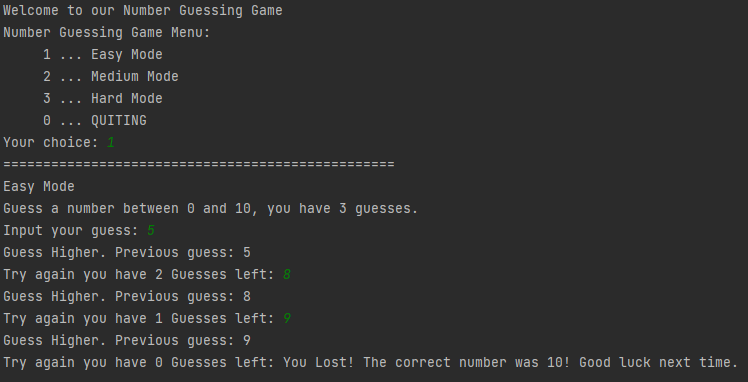 Welcome to our Number Guessing Game
Number Guessing Game Menu:
     1 ... Easy Mode
     2 ... Medium Mode
     3 ... Hard Mode
     0 ... QUITING
Your choice: 1
=================================================
Easy Mode
Guess a number between 0 and 10, you have 3 guesses.
Input your guess: 5
Guess Higher. Previous guess: 5
Try again you have 2 Guesses left: 8
Guess Higher. Previous guess: 8
Try again you have 1 Guesses left: 9
Guess Higher. Previous guess: 9
Try again you have 0 Guesses left: You Lost! The correct number was 10! Good luck next time.